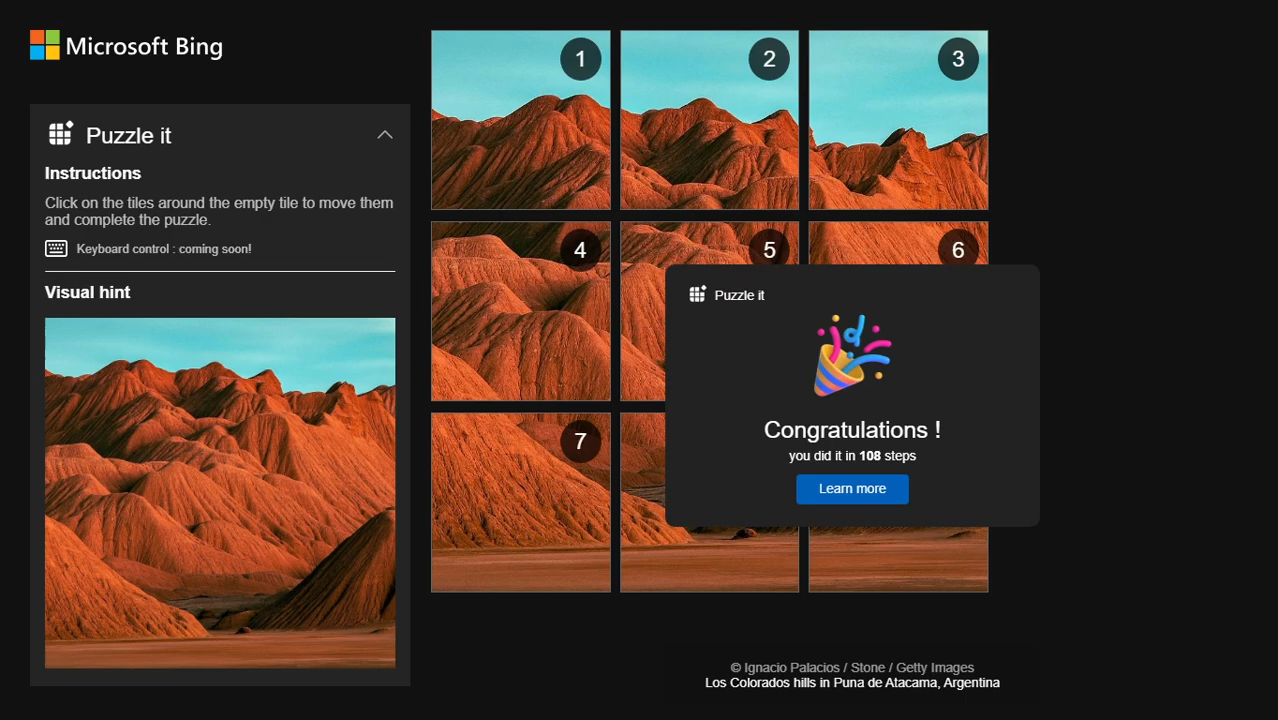 Microsoft Bing
Puzzle it
Instructions
Click on the tiles around the empty tile to move them
and complete the puzzle.
Keyboard control : coming soon!
Visual hint
1
2
3
4
5
6
7
Puzzle it
Congratulations !
you did it in 108 steps
Learn more
© Ignacio Palacios / Stone / Getty Images
Los Colorados hills in Puna de Atacama, Argentina